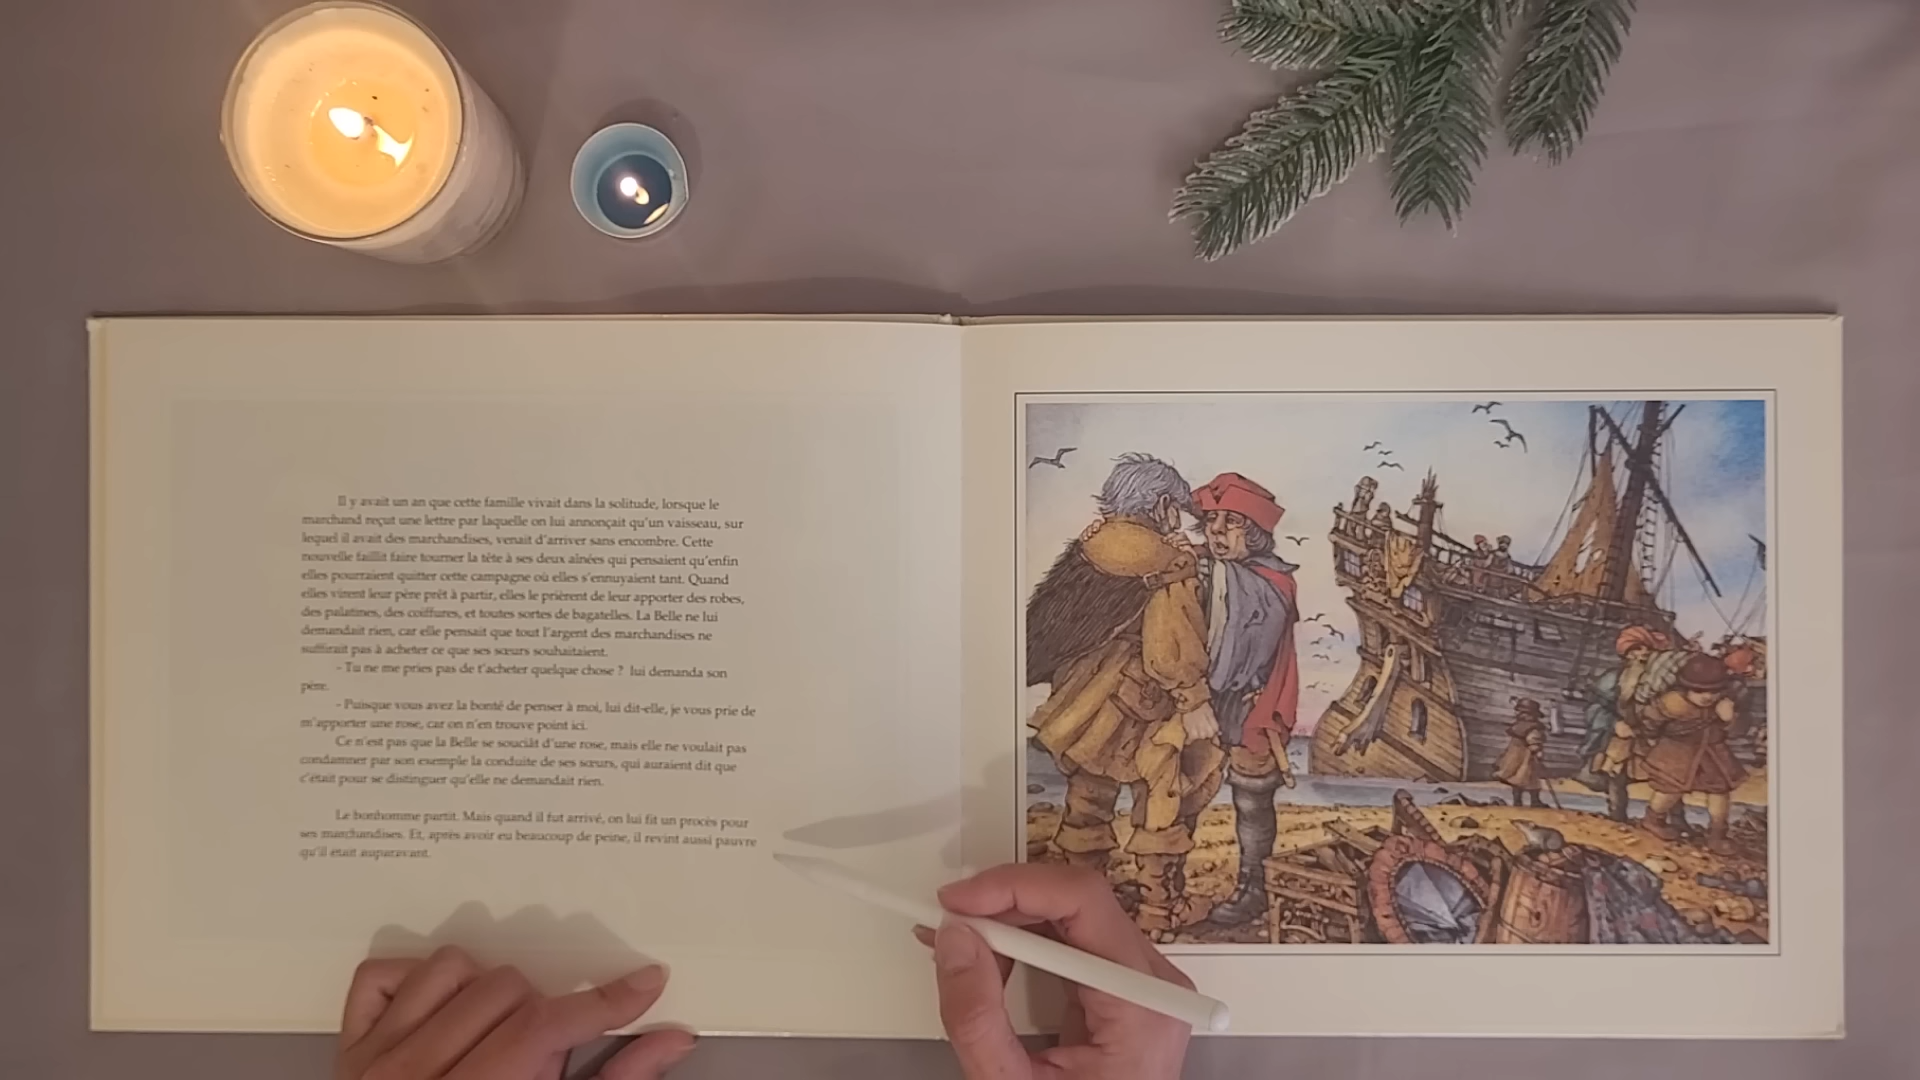 Il y avait un an que cette famille vivait dans la solitude, lorsque le
marchand reçut une lettre par laquelle on lui annonçait qu'un vaisseau, sur
lequel il avait des marchandises, venait d'arriver sans encombre. Cette
nouvelle faillit faire tourner la tête à ses deux aînées qui pensaient qu'enfin
elles pourraient quitter cette campagne où elles s'ennuyaient tant. Quand
elles virent leur père prêt à partir, elles le prièrent de leur apporter des robes,
des palatines, des coiffures, et toutes sortes de bagatelles. La Belle ne lui
demandait rien, car elle pensait que tout l'argent des marchandises ne
suffirait pas à acheter ce que ses sœurs souhaitaient.
- Tu ne me pries pas de t'acheter quelque chose ? lui demanda son
père.
- Puisque vous avez la bonté de penser à moi, lui dit-elle, je vous prie de
m'apporter une rose, car on n'en trouve point ici.
Ce n'est pas que la Belle se souciât d'une rose, mais elle ne voulait pas
condamner par son exemple la conduite de ses sœurs, qui auraient dit que
c'était pour se distinguer qu'elle ne demandait rien.
Le bonhomme partit. Mais quand il fut arrivé, on lui fit un procès pour
ses marchandises. Et, après avoir eu beaucoup de peine, il revint aussi pauvre
qu'il était auparavant.